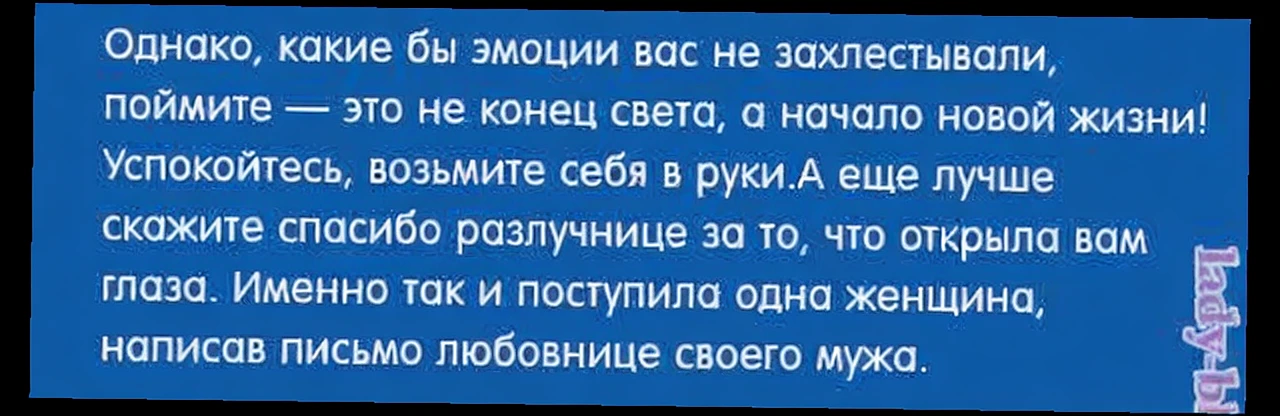 Однако, какие бы эмоции вас не захлестывали,
поймите — это не конец света, а начало новой жизни!
Успокойтесь, возьмите себя в руки.А еще лучше
скажите спасибо разлучнице за то, что открыла вам
глаза. Именно так и поступила одна женщина,
написав письмо любовнице своего мужа.